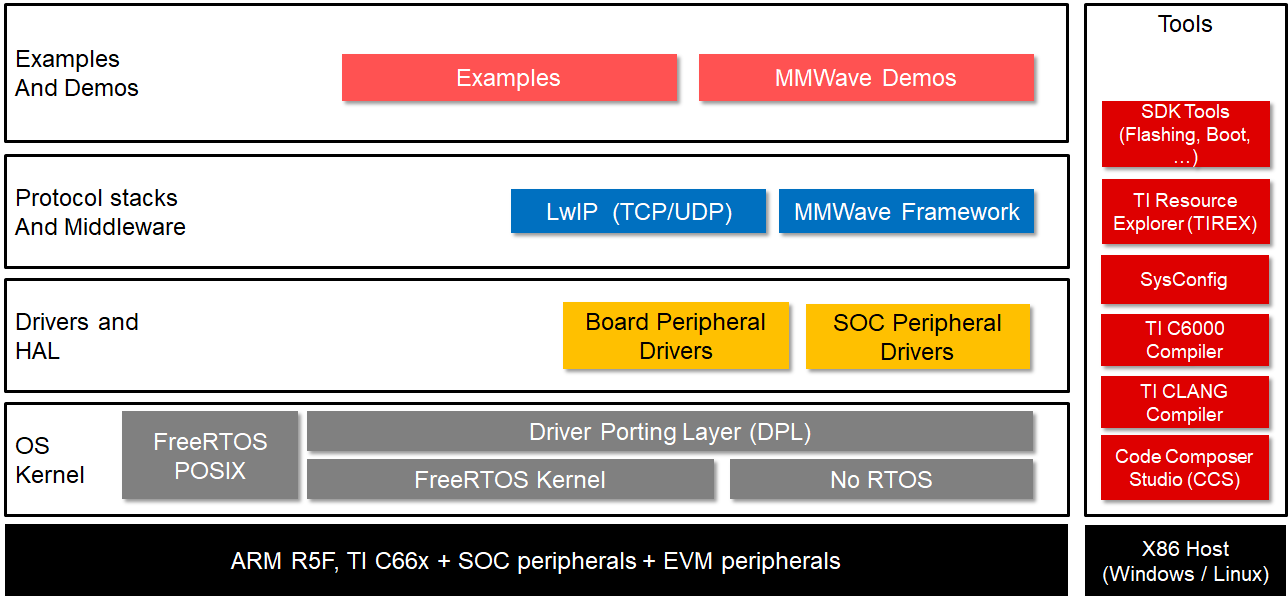 Examples
And Demos
Examples
MMWave Demos
Protocol stacks
And Middleware
LwIP (TCP/UDP)
MMWave Framework
Drivers and
HAL
Board Peripheral
Drivers
SOC Peripheral
Drivers
OS
Kernel
FreeRTOS
POSIX
Driver Porting Layer (DPL)
FreeRTOS Kernel
No RTOS
ARM R5F, TI C66x + SOC peripherals + EVM peripherals
Tools
SDK Tools
(Flashing, Boot,
…)
TI Resource
Explorer (TIREX)
SysConfig
TI C6000
Compiler
TI CLANG
Compiler
Code Composer
Studio (CCS)
X86 Host
(Windows / Linux)